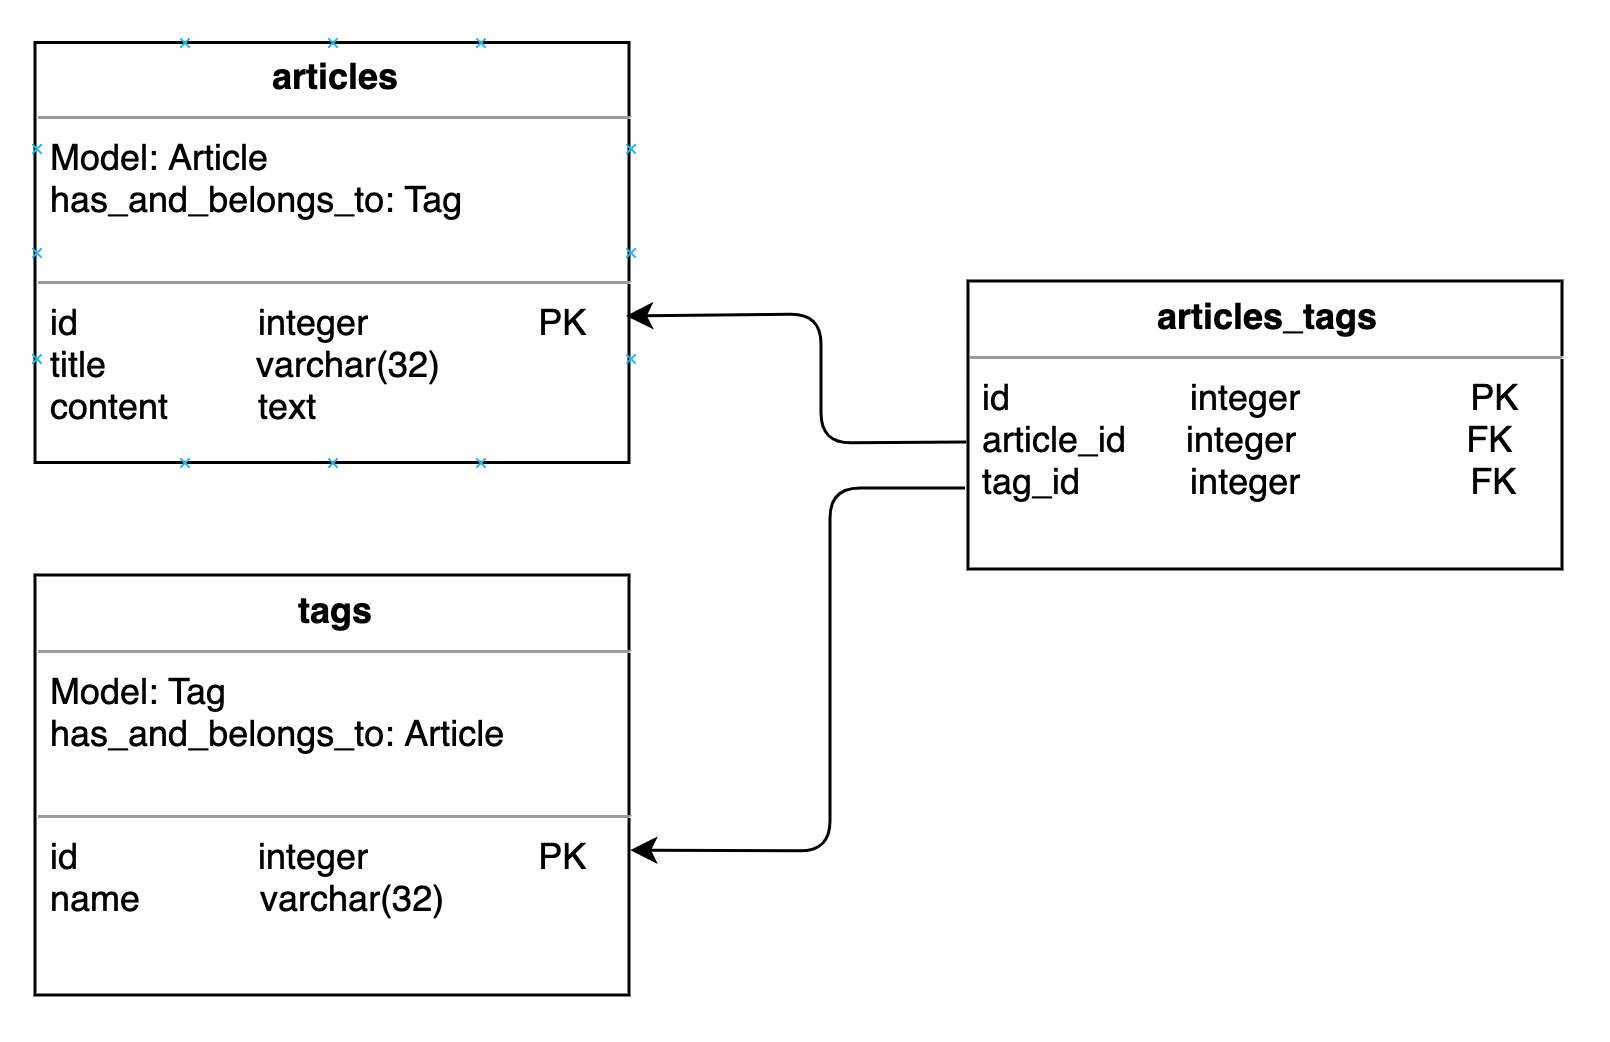 articles
Model: Article
has_and_belongs_to: Tag
id integer PK
title varchar(32)
content text
articles_tags
id integer PK
article_id integer FK
tag_id integer FK
tags
Model: Tag
has_and_belongs_to: Article
id integer PK
name varchar(32)